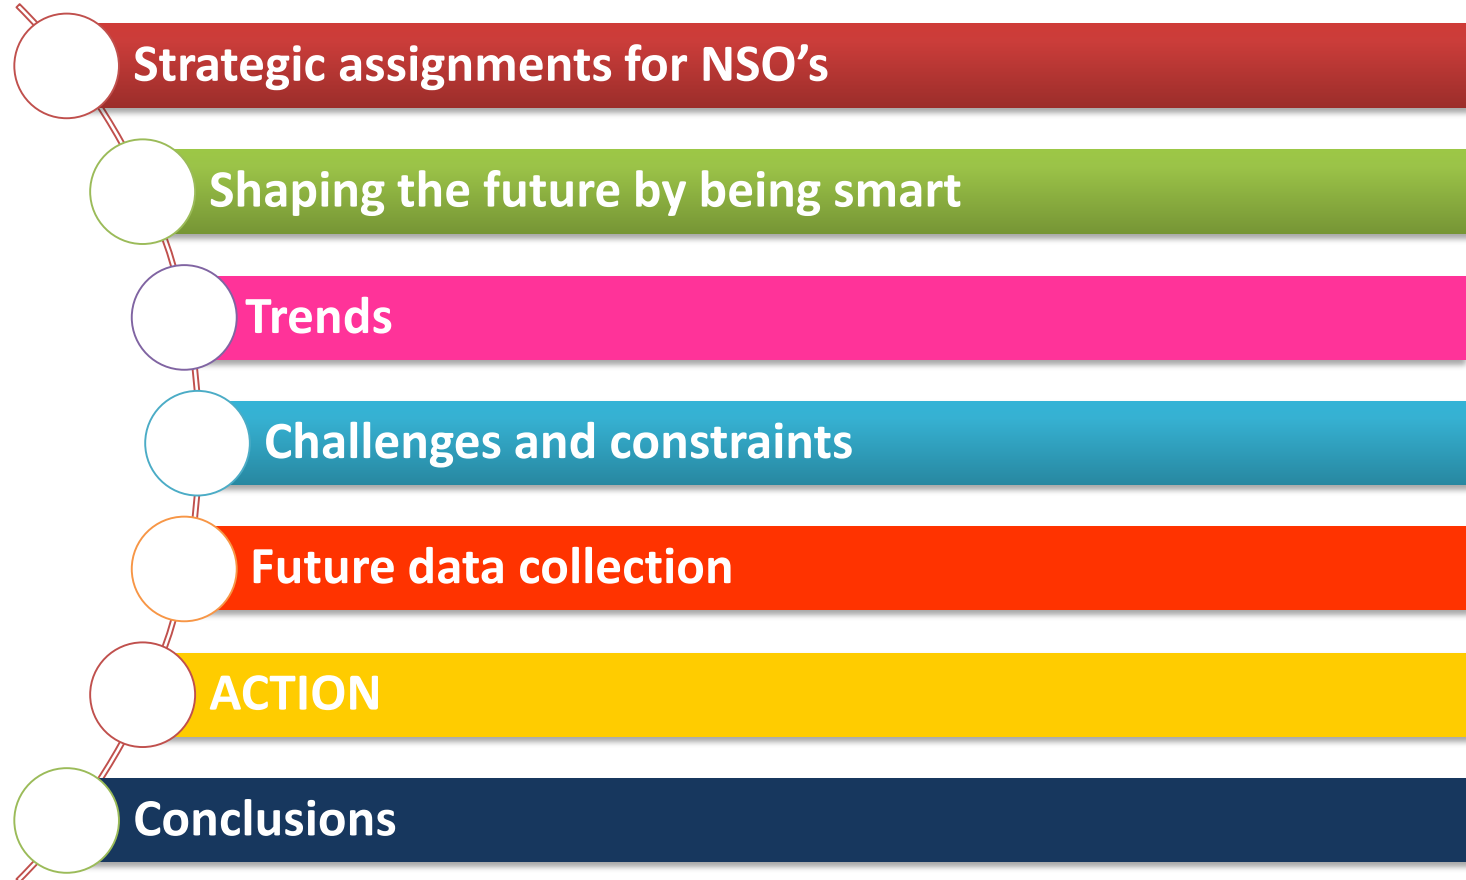 Strategic assignments for NSO’s
Shaping the future by being smart
Trends
Challenges and constraints
Future data collection
ACTION
Conclusions